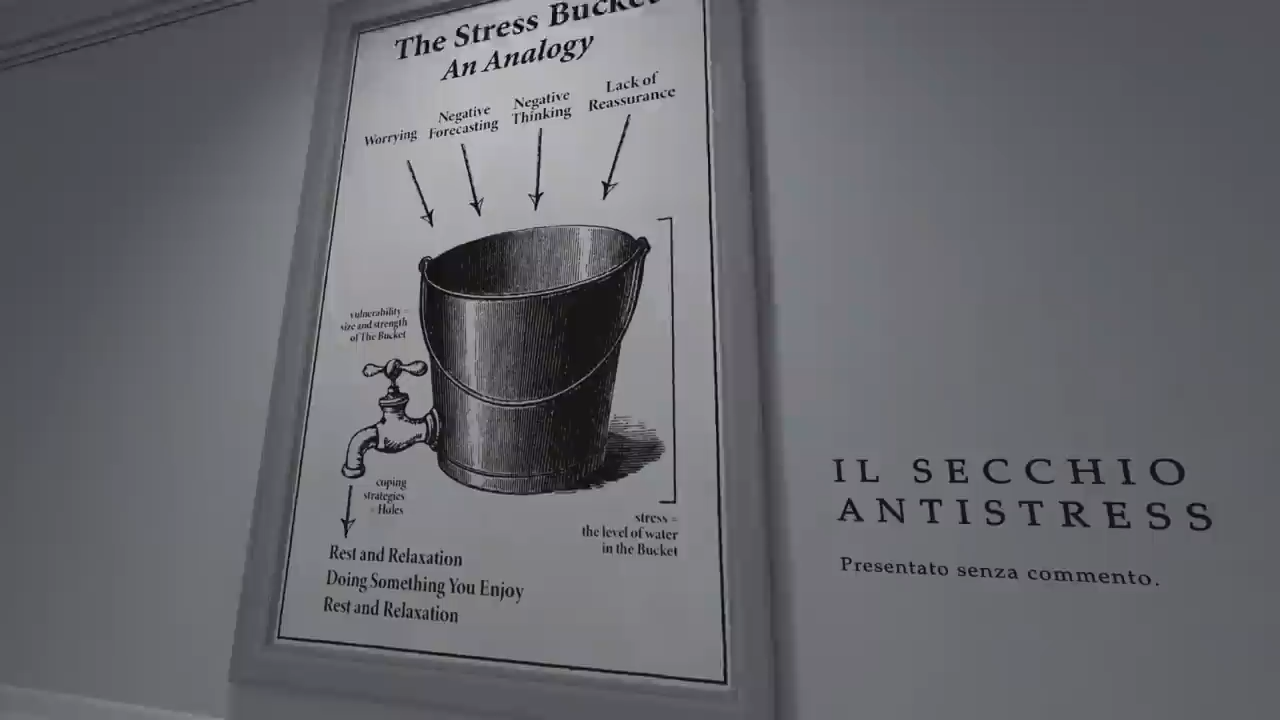 The Stress Bucket
An Analogy
Worrying
Negative
Forecasting
Negative
Thinking
Lack of
Reassurance
vulnerability =
size and strength
of The Bucket
coping
strategies
= Holes
stress =
the level of water
in the Bucket
Rest and Relaxation
Doing Something You Enjoy
Rest and Relaxation
IL SECCHIO
ANTISTRESS
Presentato senza commento.